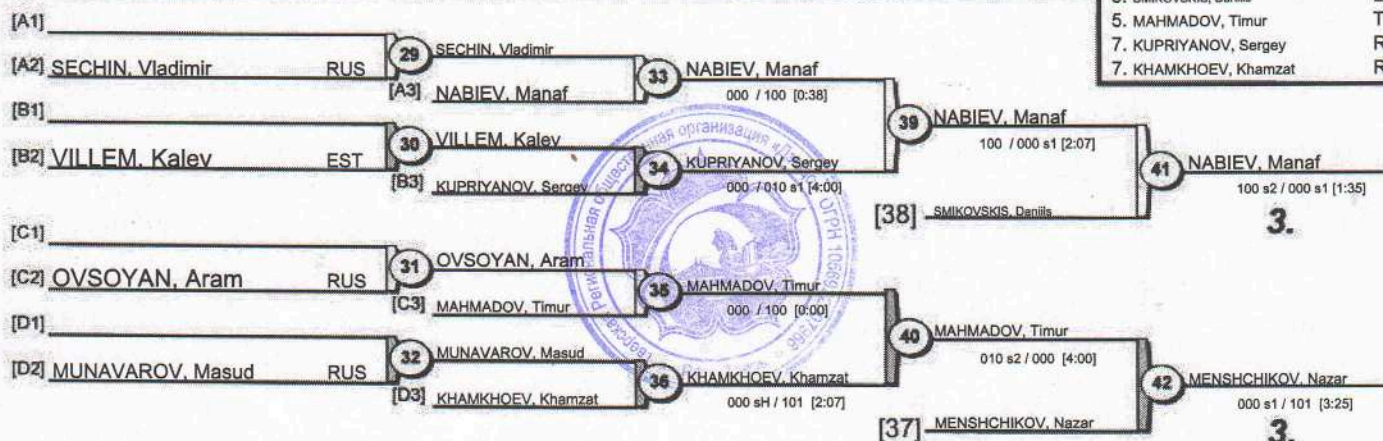 5. MAHMADOV, Timur T
7. KUPRIYANOV, Sergey R
7. KHAMKHOEV, Khamzat R
[A1]
[A2] SECHIN, Vladimir RUS
29
SECHIN, Vladimir
[A3] NABIEV, Manaf
33
NABIEV, Manaf
000 / 100 [0:38]
[B1]
[B2] VILLEM, Kalev EST
30
VILLEM, Kalev
[B3] KUPRIYANOV, Sergey
34
KUPRIYANOV, Sergey
000 / 010 s1 [4:00]
39
NABIEV, Manaf
100 / 000 s1 [2:07]
[38] SMIKOVSKIS, Daniils
41
NABIEV, Manaf
100 s2 / 000 s1 [1:35]
3.
[C1]
[C2] OVSOYAN, Aram RUS
31
OVSOYAN, Aram
[C3] MAHMADOV, Timur
35
MAHMADOV, Timur
000 / 100 [0:00]
[D1]
[D2] MUNAVAROV, Masud RUS
32
MUNAVAROV, Masud
[D3] KHAMKHOEV, Khamzat
36
KHAMKHOEV, Khamzat
000 sH / 101 [2:07]
40
MAHMADOV, Timur
010 s2 / 000 [4:00]
[37] MENSHCHIKOV, Nazar
42
MENSHCHIKOV, Nazar
000 s1 / 101 [3:25]
3.
Региональная общественная организация
ОГРН